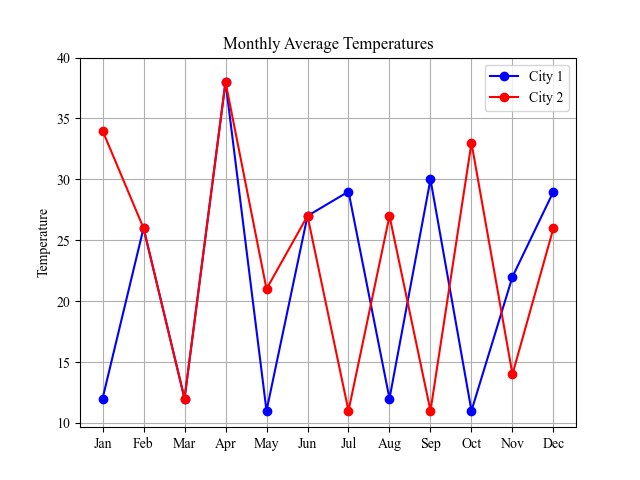 Monthly Average Temperatures
City 1
City 2
Temperature
40
35
30
25
20
15
10
Jan Feb Mar Apr May Jun Jul Aug Sep Oct Nov Dec